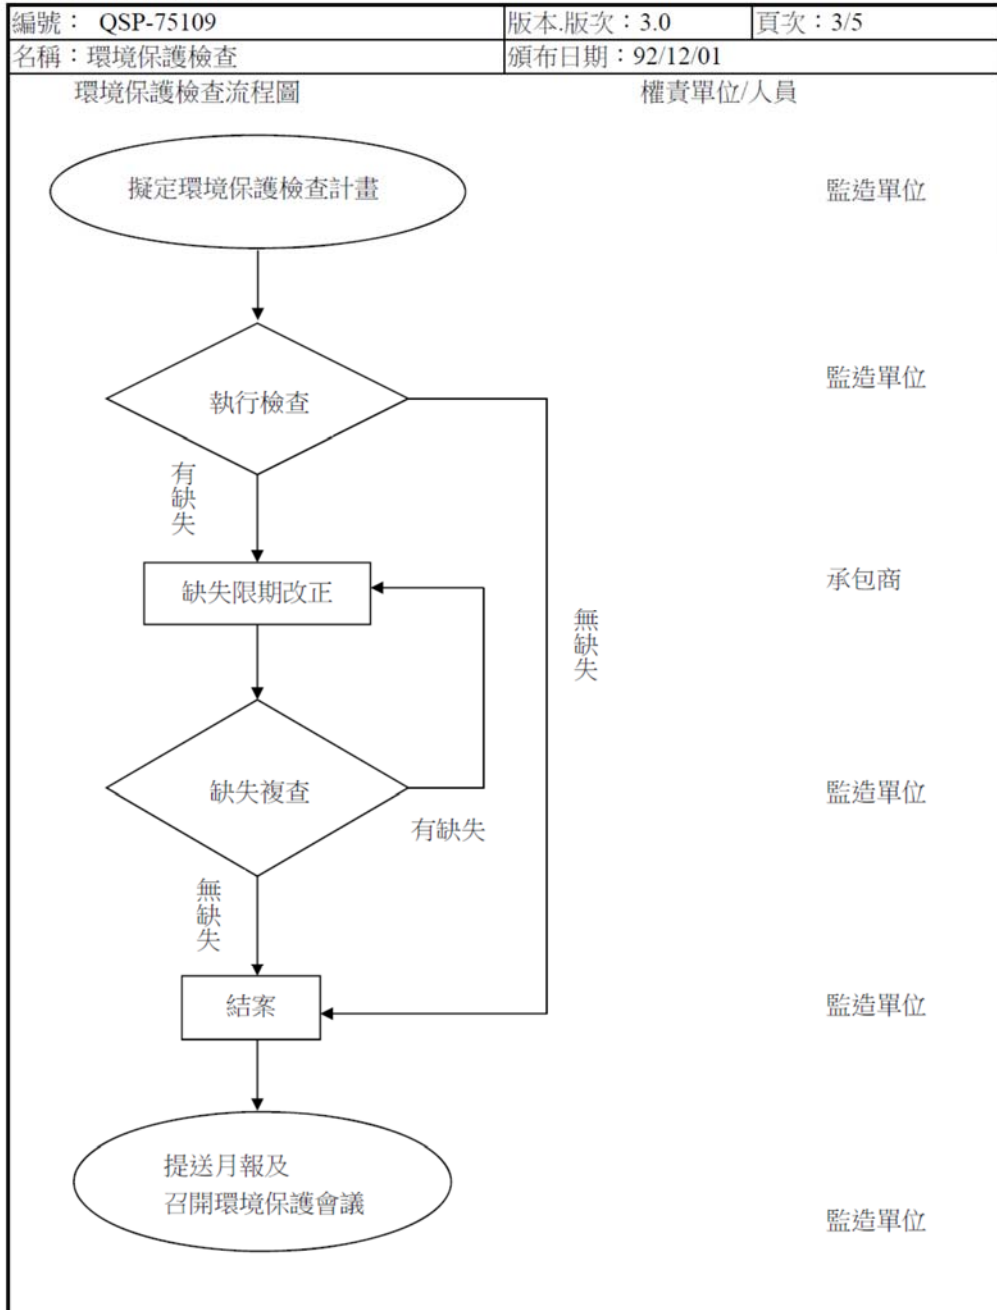 編號： QSP-75109
版本.版次：3.0
頁次：3/5
名稱：環境保護檢查
頒布日期：92/12/01
環境保護檢查流程圖
權責單位/人員
擬定環境保護檢查計畫
監造單位
執行檢查
監造單位
有缺失
缺失限期改正
承包商
無缺失
缺失複查
監造單位
有缺失
無缺失
結案
監造單位
提送月報及
召開環境保護會議
監造單位